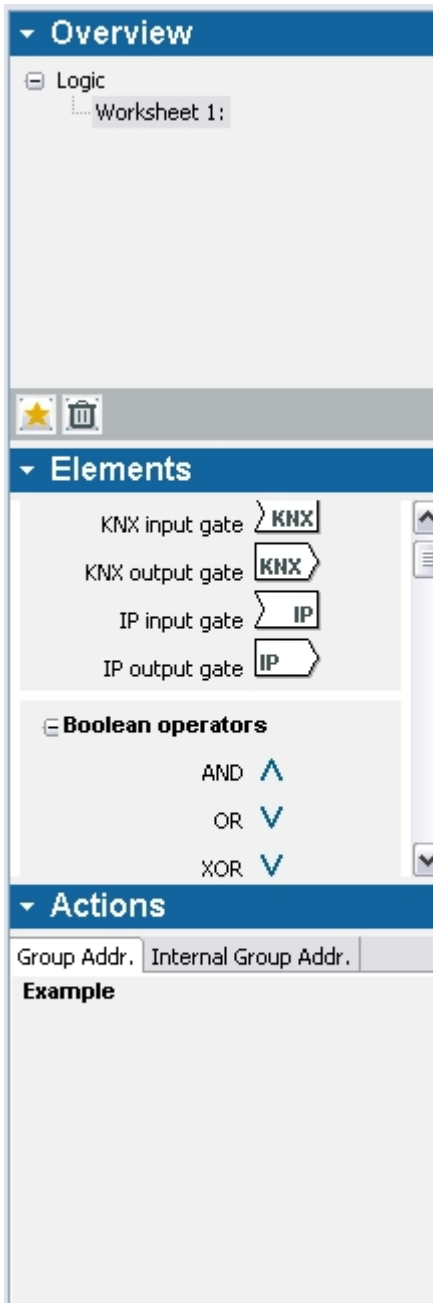 Overview
Logic
Worksheet 1:
Elements
KNX input gate KNX
KNX output gate KNX
IP input gate IP
IP output gate IP
Boolean operators
AND
OR
XOR
Actions
Group Addr. Internal Group Addr.
Example